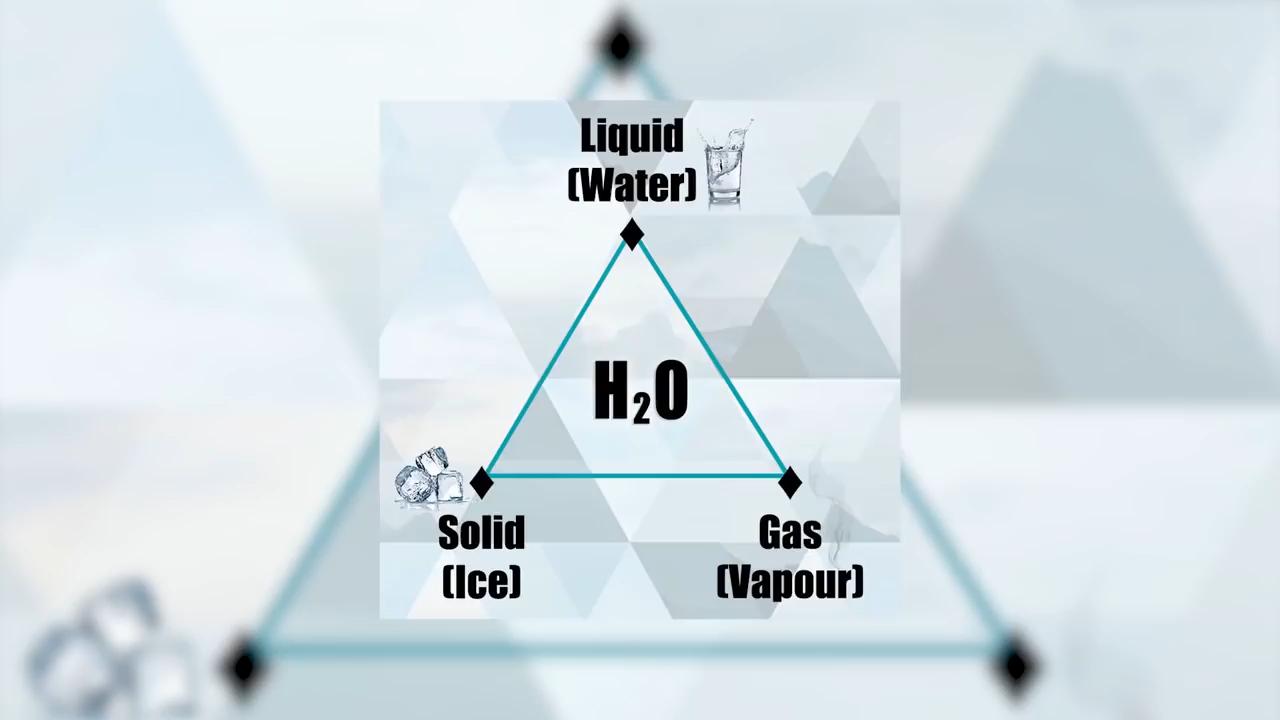 Liquid
(Water)
H₂O
Solid
(Ice)
Gas
(Vapour)